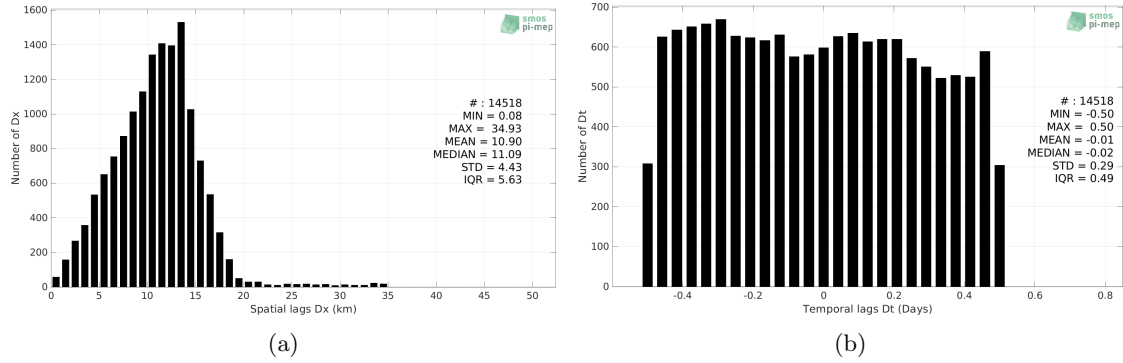 1600
1400
1200
1000
800
600
400
200
0
Number of Dx
smos
pi-mep
# : 14518
MIN = 0.08
MAX = 34.93
MEAN = 10.90
MEDIAN = 11.09
STD = 4.43
IQR = 5.63
0 5 10 15 20 25 30 35 40 45 50
Spatial lags Dx (km)
(a)
700
600
500
400
300
200
100
0
Number of Dt
smos
pi-mep
# : 14518
MIN = -0.50
MAX = 0.50
MEAN = -0.01
MEDIAN = -0.02
STD = 0.29
IQR = 0.49
-0.4 -0.2 0 0.2 0.4 0.6 0.8
Temporal lags Dt (Days)
(b)